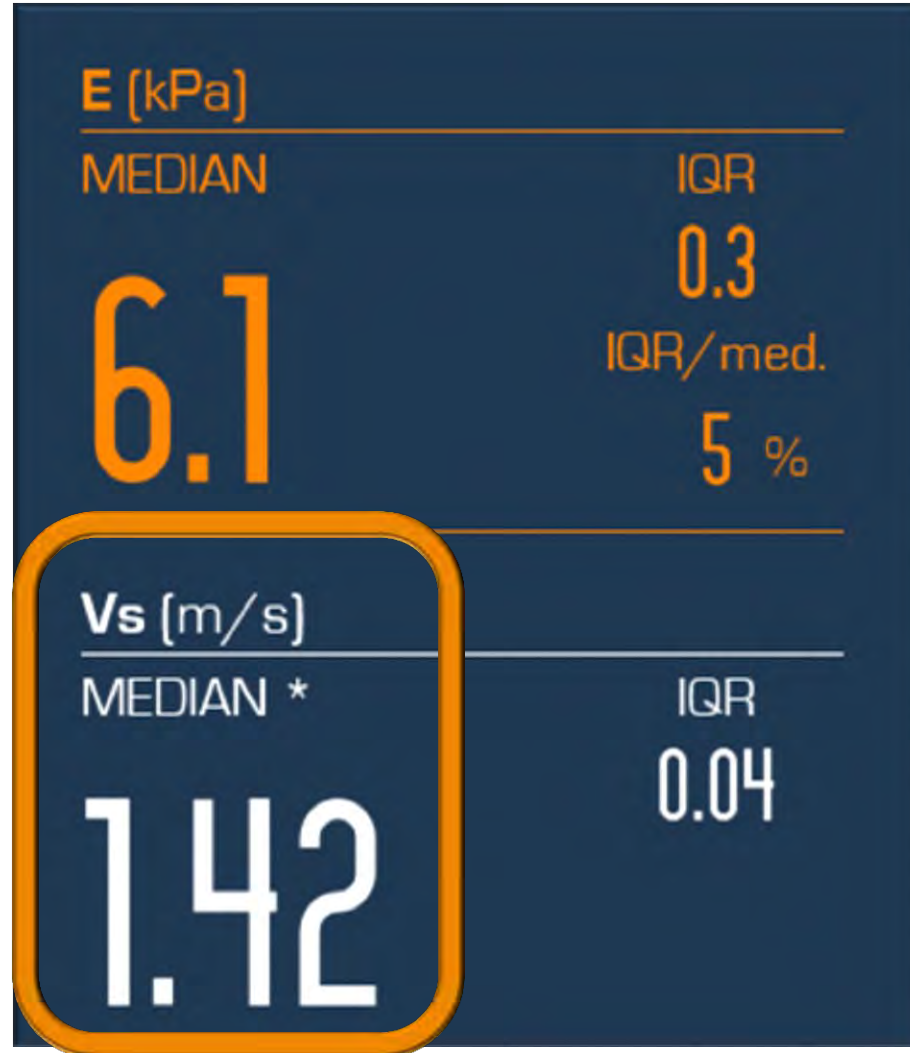 E (kPa)
MEDIAN IQR
0.3
6.1
IQR/med.
5 %
Vs (m/s)
MEDIAN * IQR
0.04
1.42